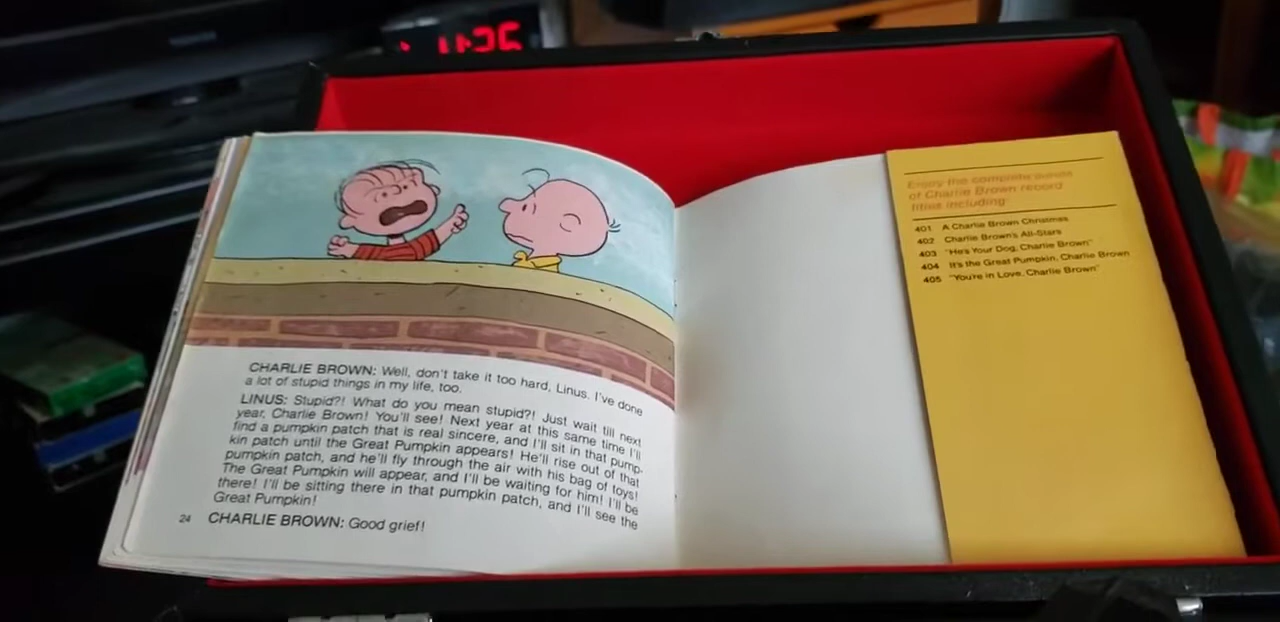 11:26
CHARLIE BROWN: Well, don't take it too hard, Linus. I've done
a lot of stupid things in my life, too.
LINUS: Stupid?! What do you mean stupid?! Just wait till next
year, Charlie Brown! You'll see! Next year at this same time I'll
find a pumpkin patch that is real sincere, and I'll sit in that pump-
kin patch until the Great Pumpkin appears! He'll rise out of that
pumpkin patch, and he'll fly through the air with his bag of toys!
The Great Pumpkin will appear, and I'll be waiting for him! I'll be
there! I'll be sitting there in that pumpkin patch, and I'll see the
Great Pumpkin!
24 CHARLIE BROWN: Good grief!
Enjoy the complete
of Charlie Brown record
titles including
401 A Charlie Brown Christmas
402 Charlie Brown's All-Stars
403 "He's Your Dog, Charlie Brown"
404 It's the Great Pumpkin, Charlie Brown
405 "You're in Love, Charlie Brown"